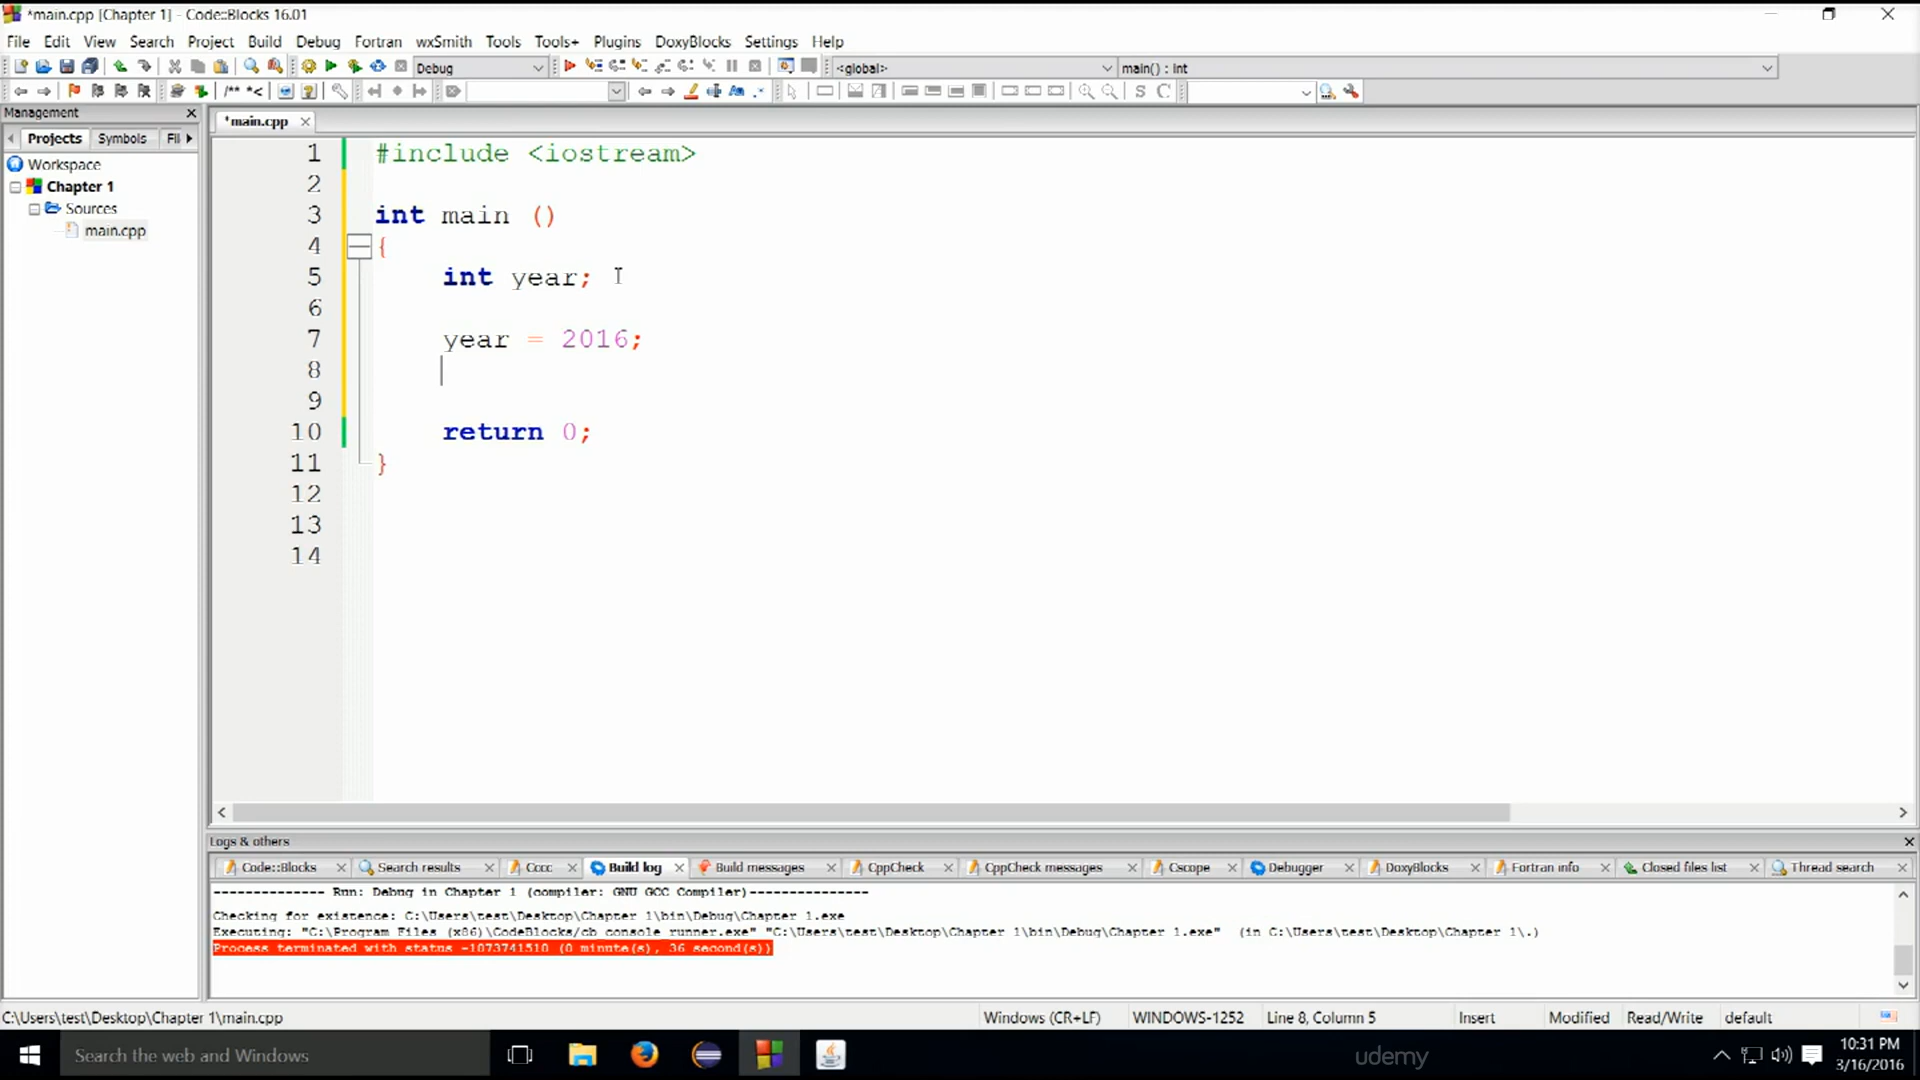 *main.cpp [Chapter 1] - Code::Blocks 16.01
File Edit View Search Project Build Debug Fortran wxSmith Tools Tools+ Plugins DoxyBlocks Settings Help
Debug <global> main() : int
/** *<
S C
Management
Projects Symbols Fil
*main.cpp
Workspace
Chapter 1
Sources
main.cpp
1 #include <iostream>
2
3 int main ()
4 {
5 int year;
6
7 year = 2016;
8
9
10 return 0;
11 }
12
13
14
Logs & others
Code::Blocks Search results Cccc Build log Build messages CppCheck CppCheck messages Cscope Debugger DoxyBlocks Fortran info Closed files list Thread search
-------------- Run: Debug in Chapter 1 (compiler: GNU GCC Compiler)---------------
Checking for existence: C:\Users\test\Desktop\Chapter 1\bin\Debug\Chapter 1.exe
Executing: "C:\Program Files (x86)\CodeBlocks/cb_console_runner.exe" "C:\Users\test\Desktop\Chapter 1\bin\Debug\Chapter 1.exe" (in C:\Users\test\Desktop\Chapter 1\.)
Process terminated with status -1073741510 (0 minute(s), 36 second(s))
C:\Users\test\Desktop\Chapter 1\main.cpp Windows (CR+LF) WINDOWS-1252 Line 8, Column 5 Insert Modified Read/Write default
Search the web and Windows
udemy
10:31 PM
3/16/2016